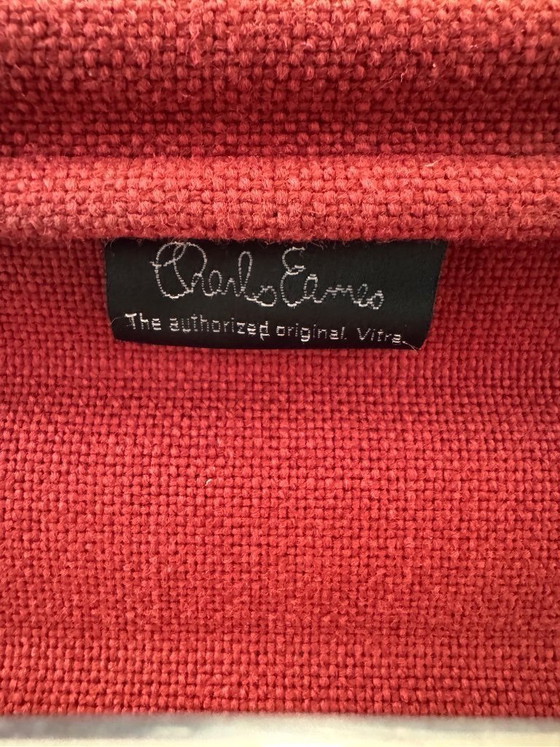 Charles Eames
The authorized original. Vitra.